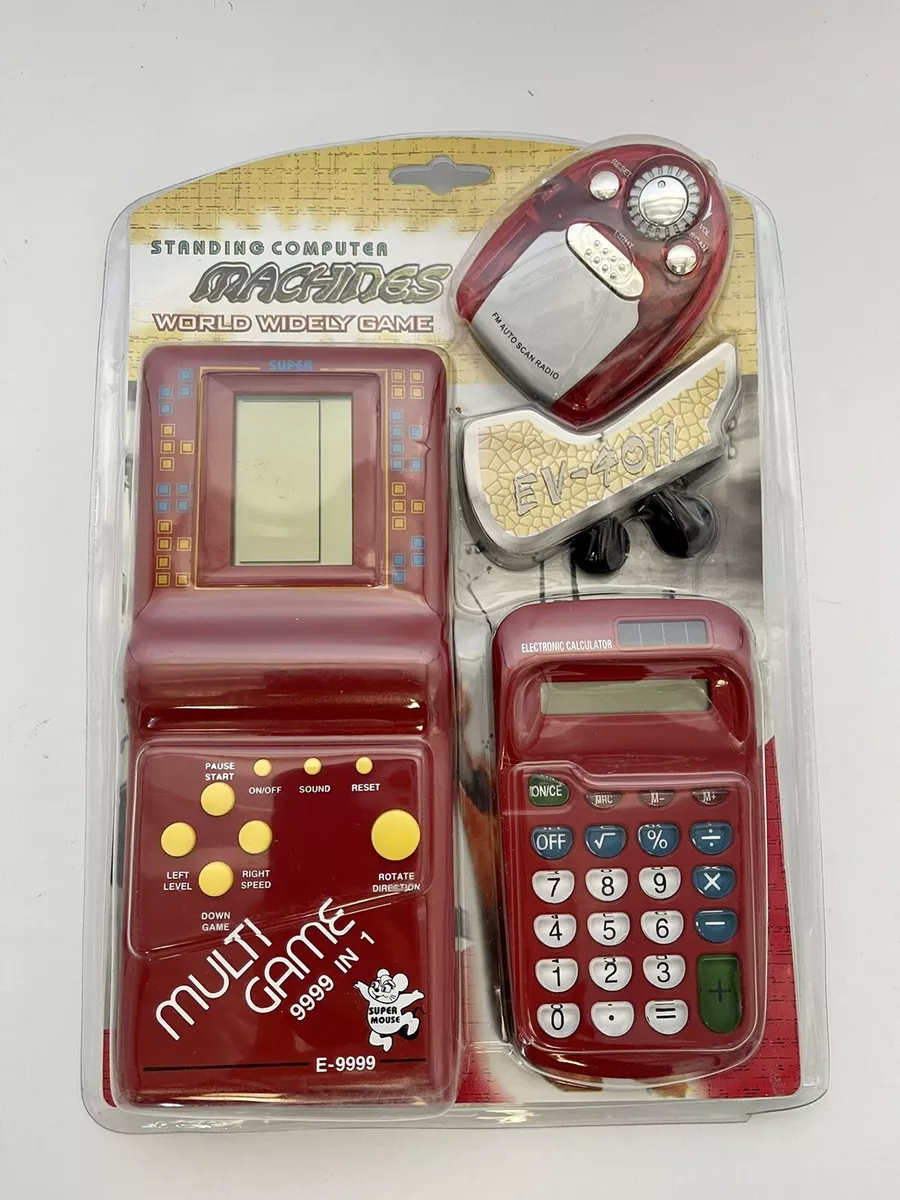 STANDING COMPUTER
MACHINES
WORLD WIDELY GAME
RESET
VOL
SCAN
LIGHT
FM AUTO SCAN RADIO
EV-4011
SUPER
PAUSE
START
ON/OFF
SOUND
RESET
LEFT
LEVEL
RIGHT
SPEED
ROTATE
DIRECTION
DOWN
GAME
MULTI
GAME
9999 IN 1
SUPER
MOUSE
E-9999
ELECTRONIC CALCULATOR
ON/CE MRC M− M+
OFF √ % ÷
7 8 9 ×
4 5 6 −
1 2 3 +
0 · =